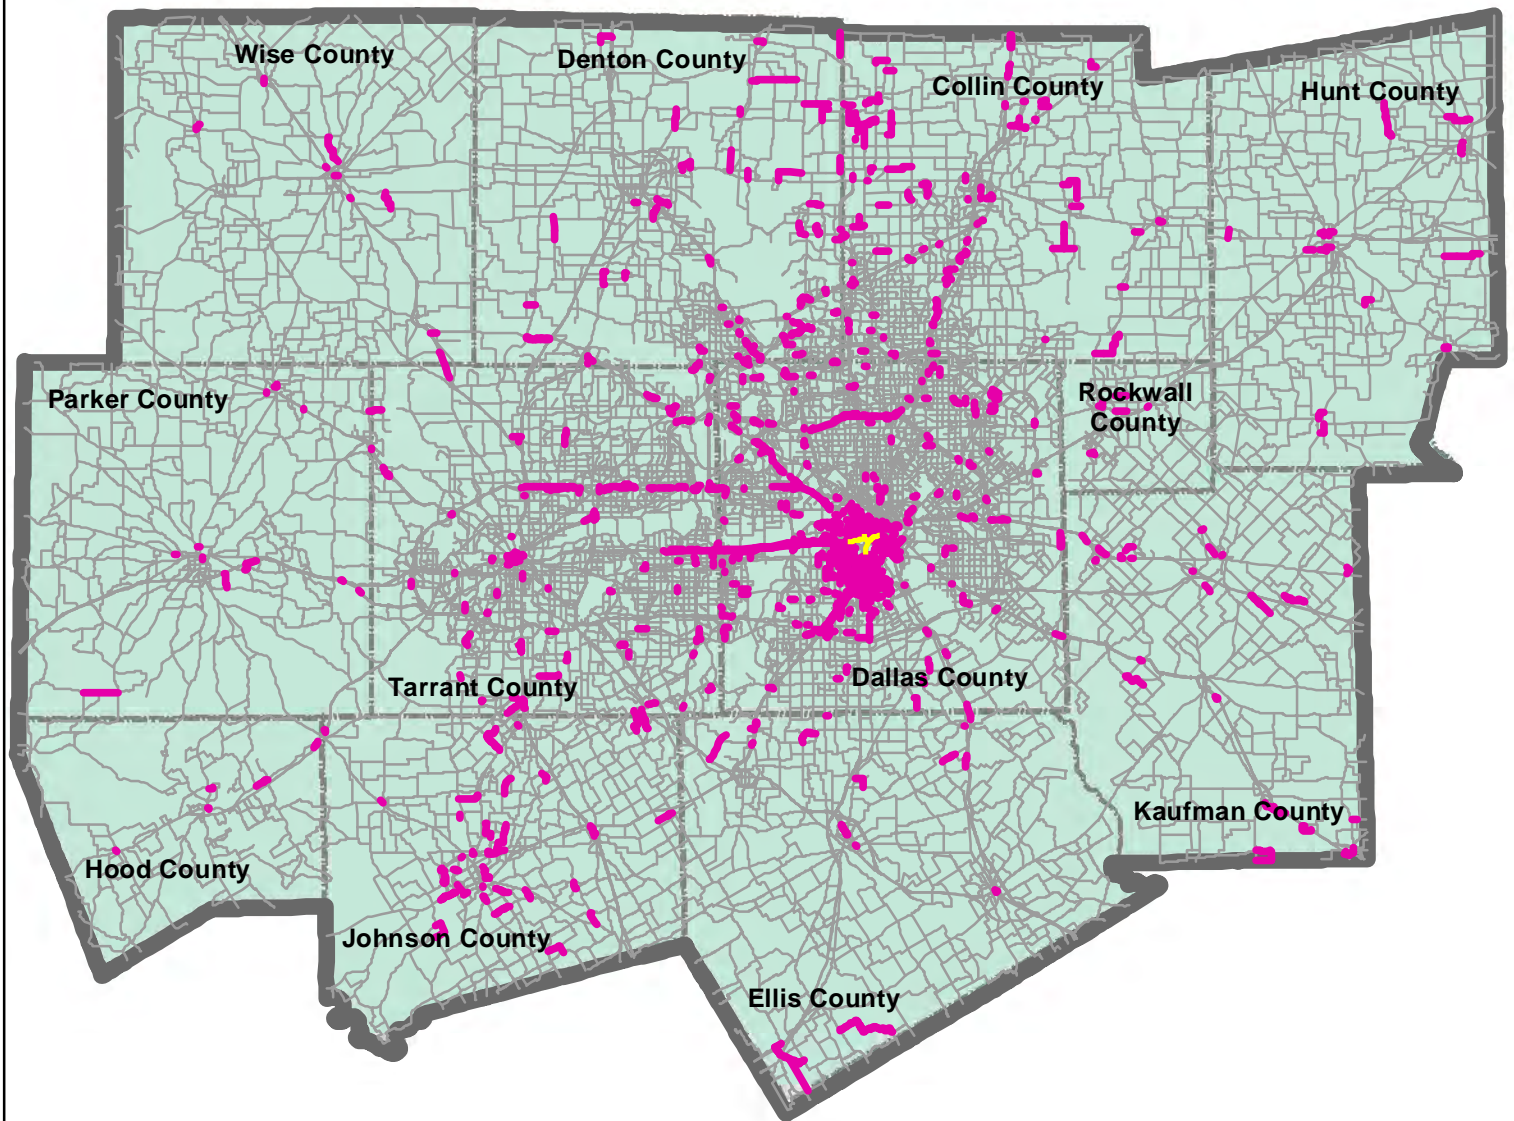 Wise County
Denton County
Collin County
Hunt County
Parker County
Rockwall
County
Tarrant County
Dallas County
Kaufman County
Hood County
Johnson County
Ellis County